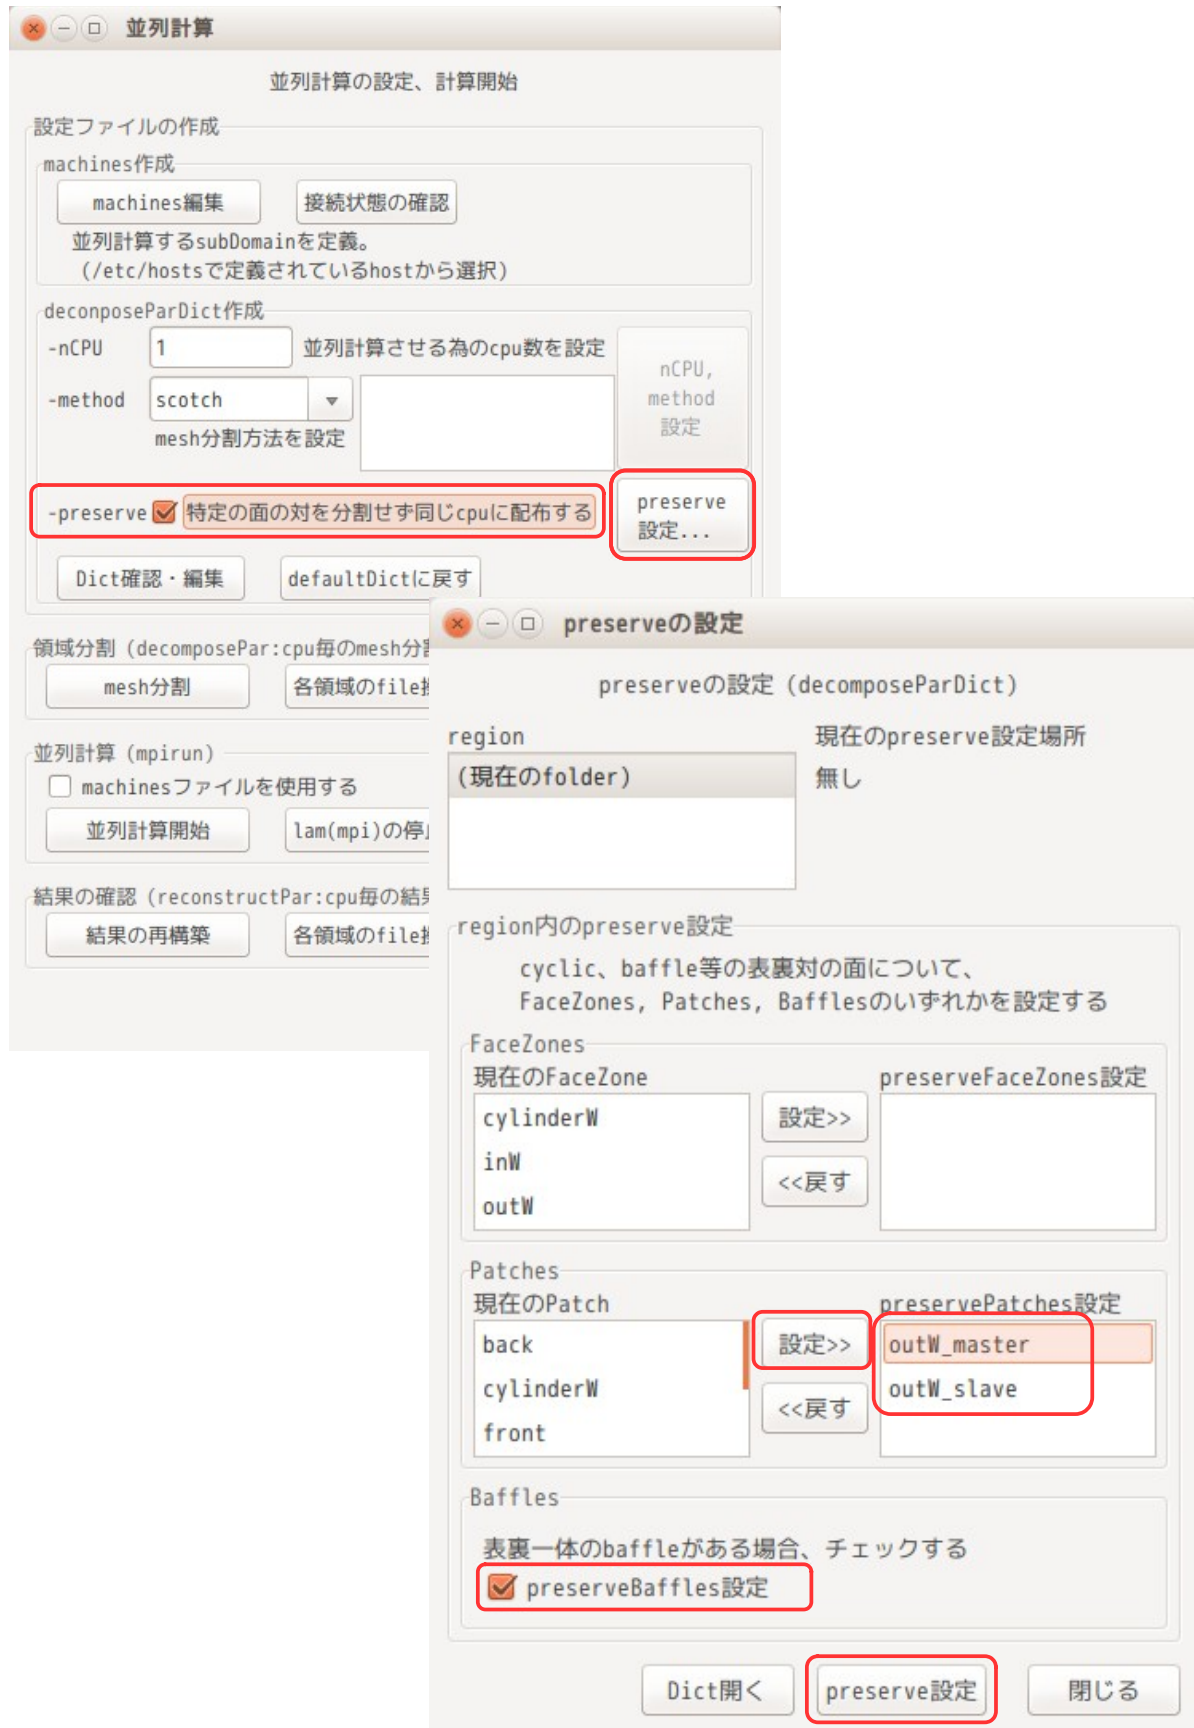 並列計算
並列計算の設定、計算開始
設定ファイルの作成
machines作成
machines編集
接続状態の確認
並列計算するsubDomainを定義。
(/etc/hostsで定義されているhostから選択)
deconposeParDict作成
-nCPU
1
並列計算させる為のcpu数を設定
nCPU,
method
設定
-method
scotch
mesh分割方法を設定
-preserve
特定の面の対を分割せず同じcpuに配布する
preserve
設定...
Dict確認・編集
defaultDictに戻す
領域分割 (decomposePar:cpu毎のmesh分
mesh分割
各領域のfile
並列計算 (mpirun)
machinesファイルを使用する
並列計算開始
lam(mpi)の停
結果の確認 (reconstructPar:cpu毎の結
結果の再構築
各領域のfile
preserveの設定
preserveの設定 (decomposeParDict)
region
現在のpreserve設定場所
(現在のfolder)
無し
region内のpreserve設定
cyclic、baffle等の表裏対の面について、
FaceZones, Patches, Bafflesのいずれかを設定する
FaceZones
現在のFaceZone
preserveFaceZones設定
cylinderW
inW
outW
設定>>
<<戻す
Patches
現在のPatch
preservePatches設定
back
cylinderW
front
設定>>
<<戻す
outW_master
outW_slave
Baffles
表裏一体のbaffleがある場合、チェックする
preserveBaffles設定
Dict開く
preserve設定
閉じる